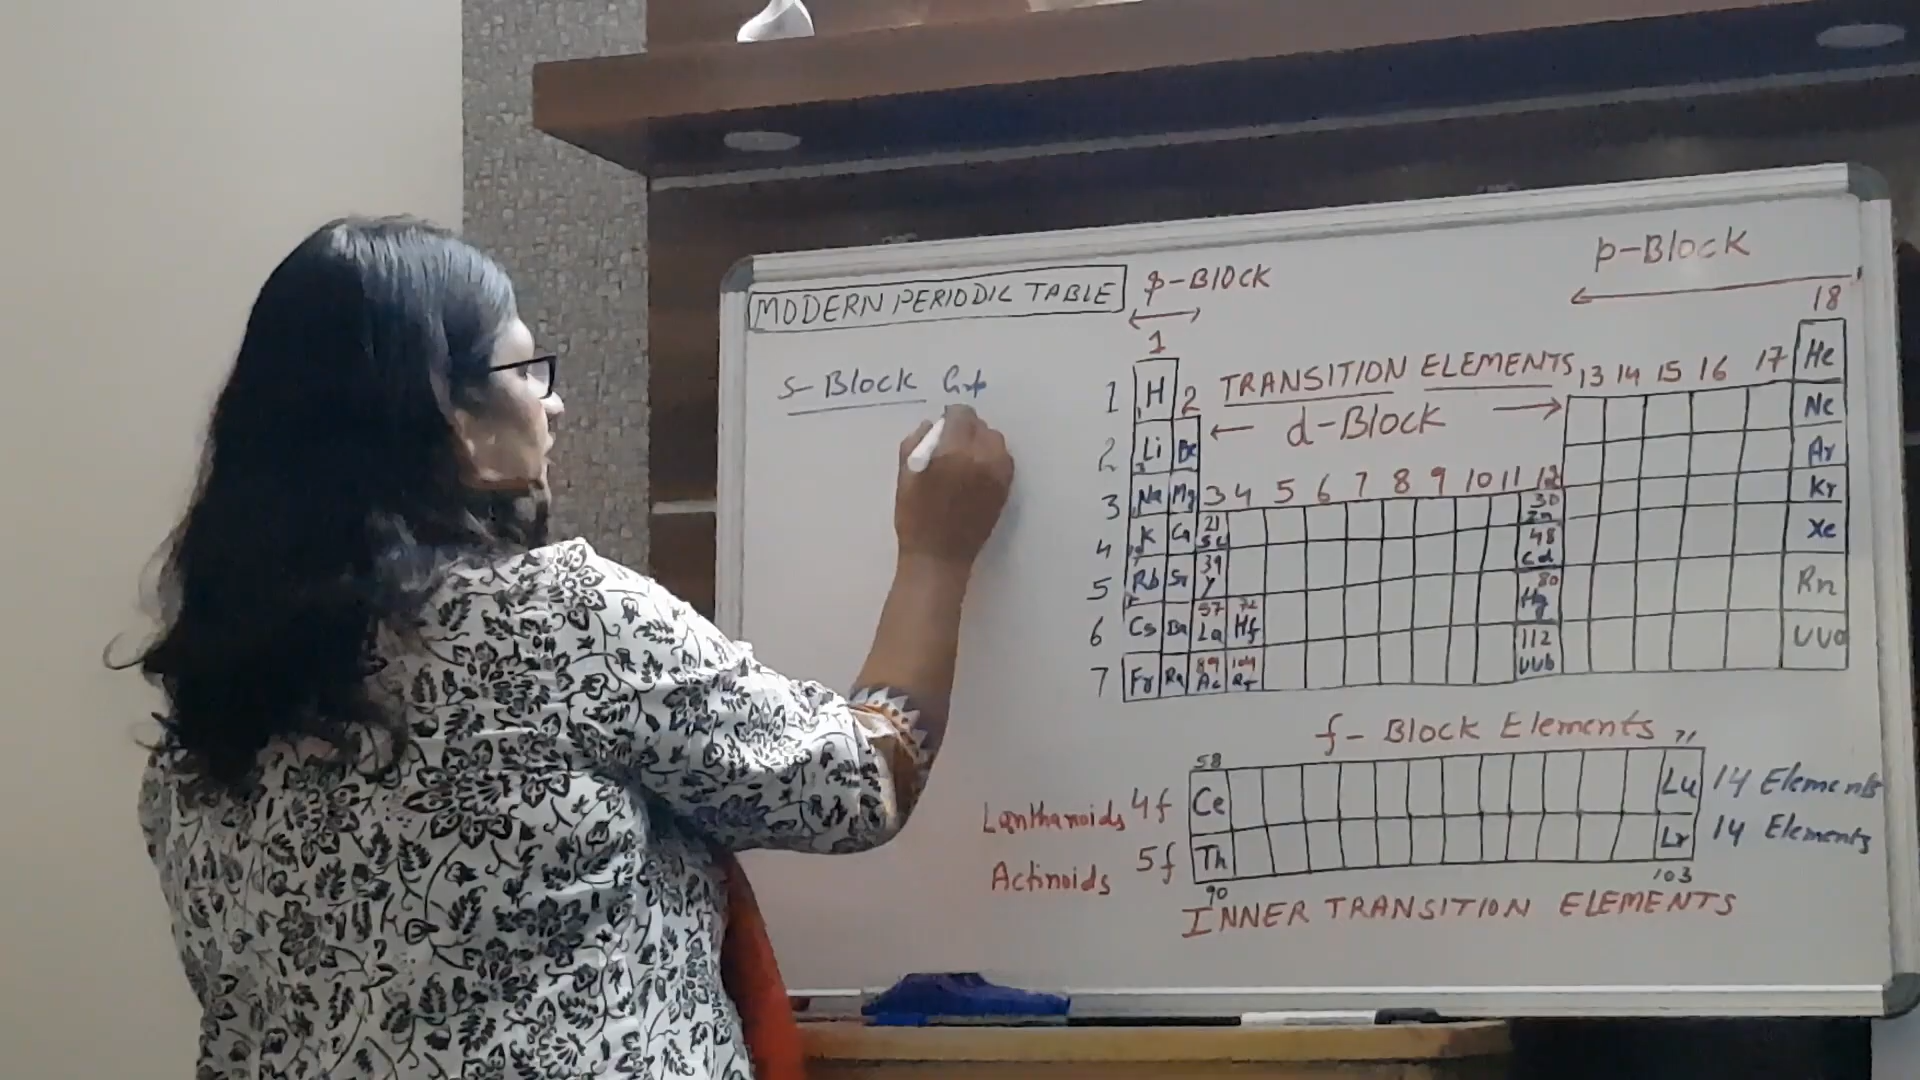 MODERN PERIODIC TABLE
s-BLOCK
p-BLOCK
S-Block Grp
1
18
1 H 2 TRANSITION ELEMENTS 13 14 15 16 17 He
2 Li Be d-Block Ne
Ar
3 Na Mg 3 4 5 6 7 8 9 10 11 12 Kr
4 K Ca 21 Sc 30 Zn Xe
5 Rb Sr 39 Y 48 Cd Rn
6 Cs Ba 57 La 72 Hf 80 Hg UUO
7 Fr Ra 89 Ac 104 Rf 112 UUb
f- Block Elements
58 71
Lanthanoids 4f Ce Lu 14 Elements
Actinoids 5f Th Lr 14 Elements
90 103
INNER TRANSITION ELEMENTS